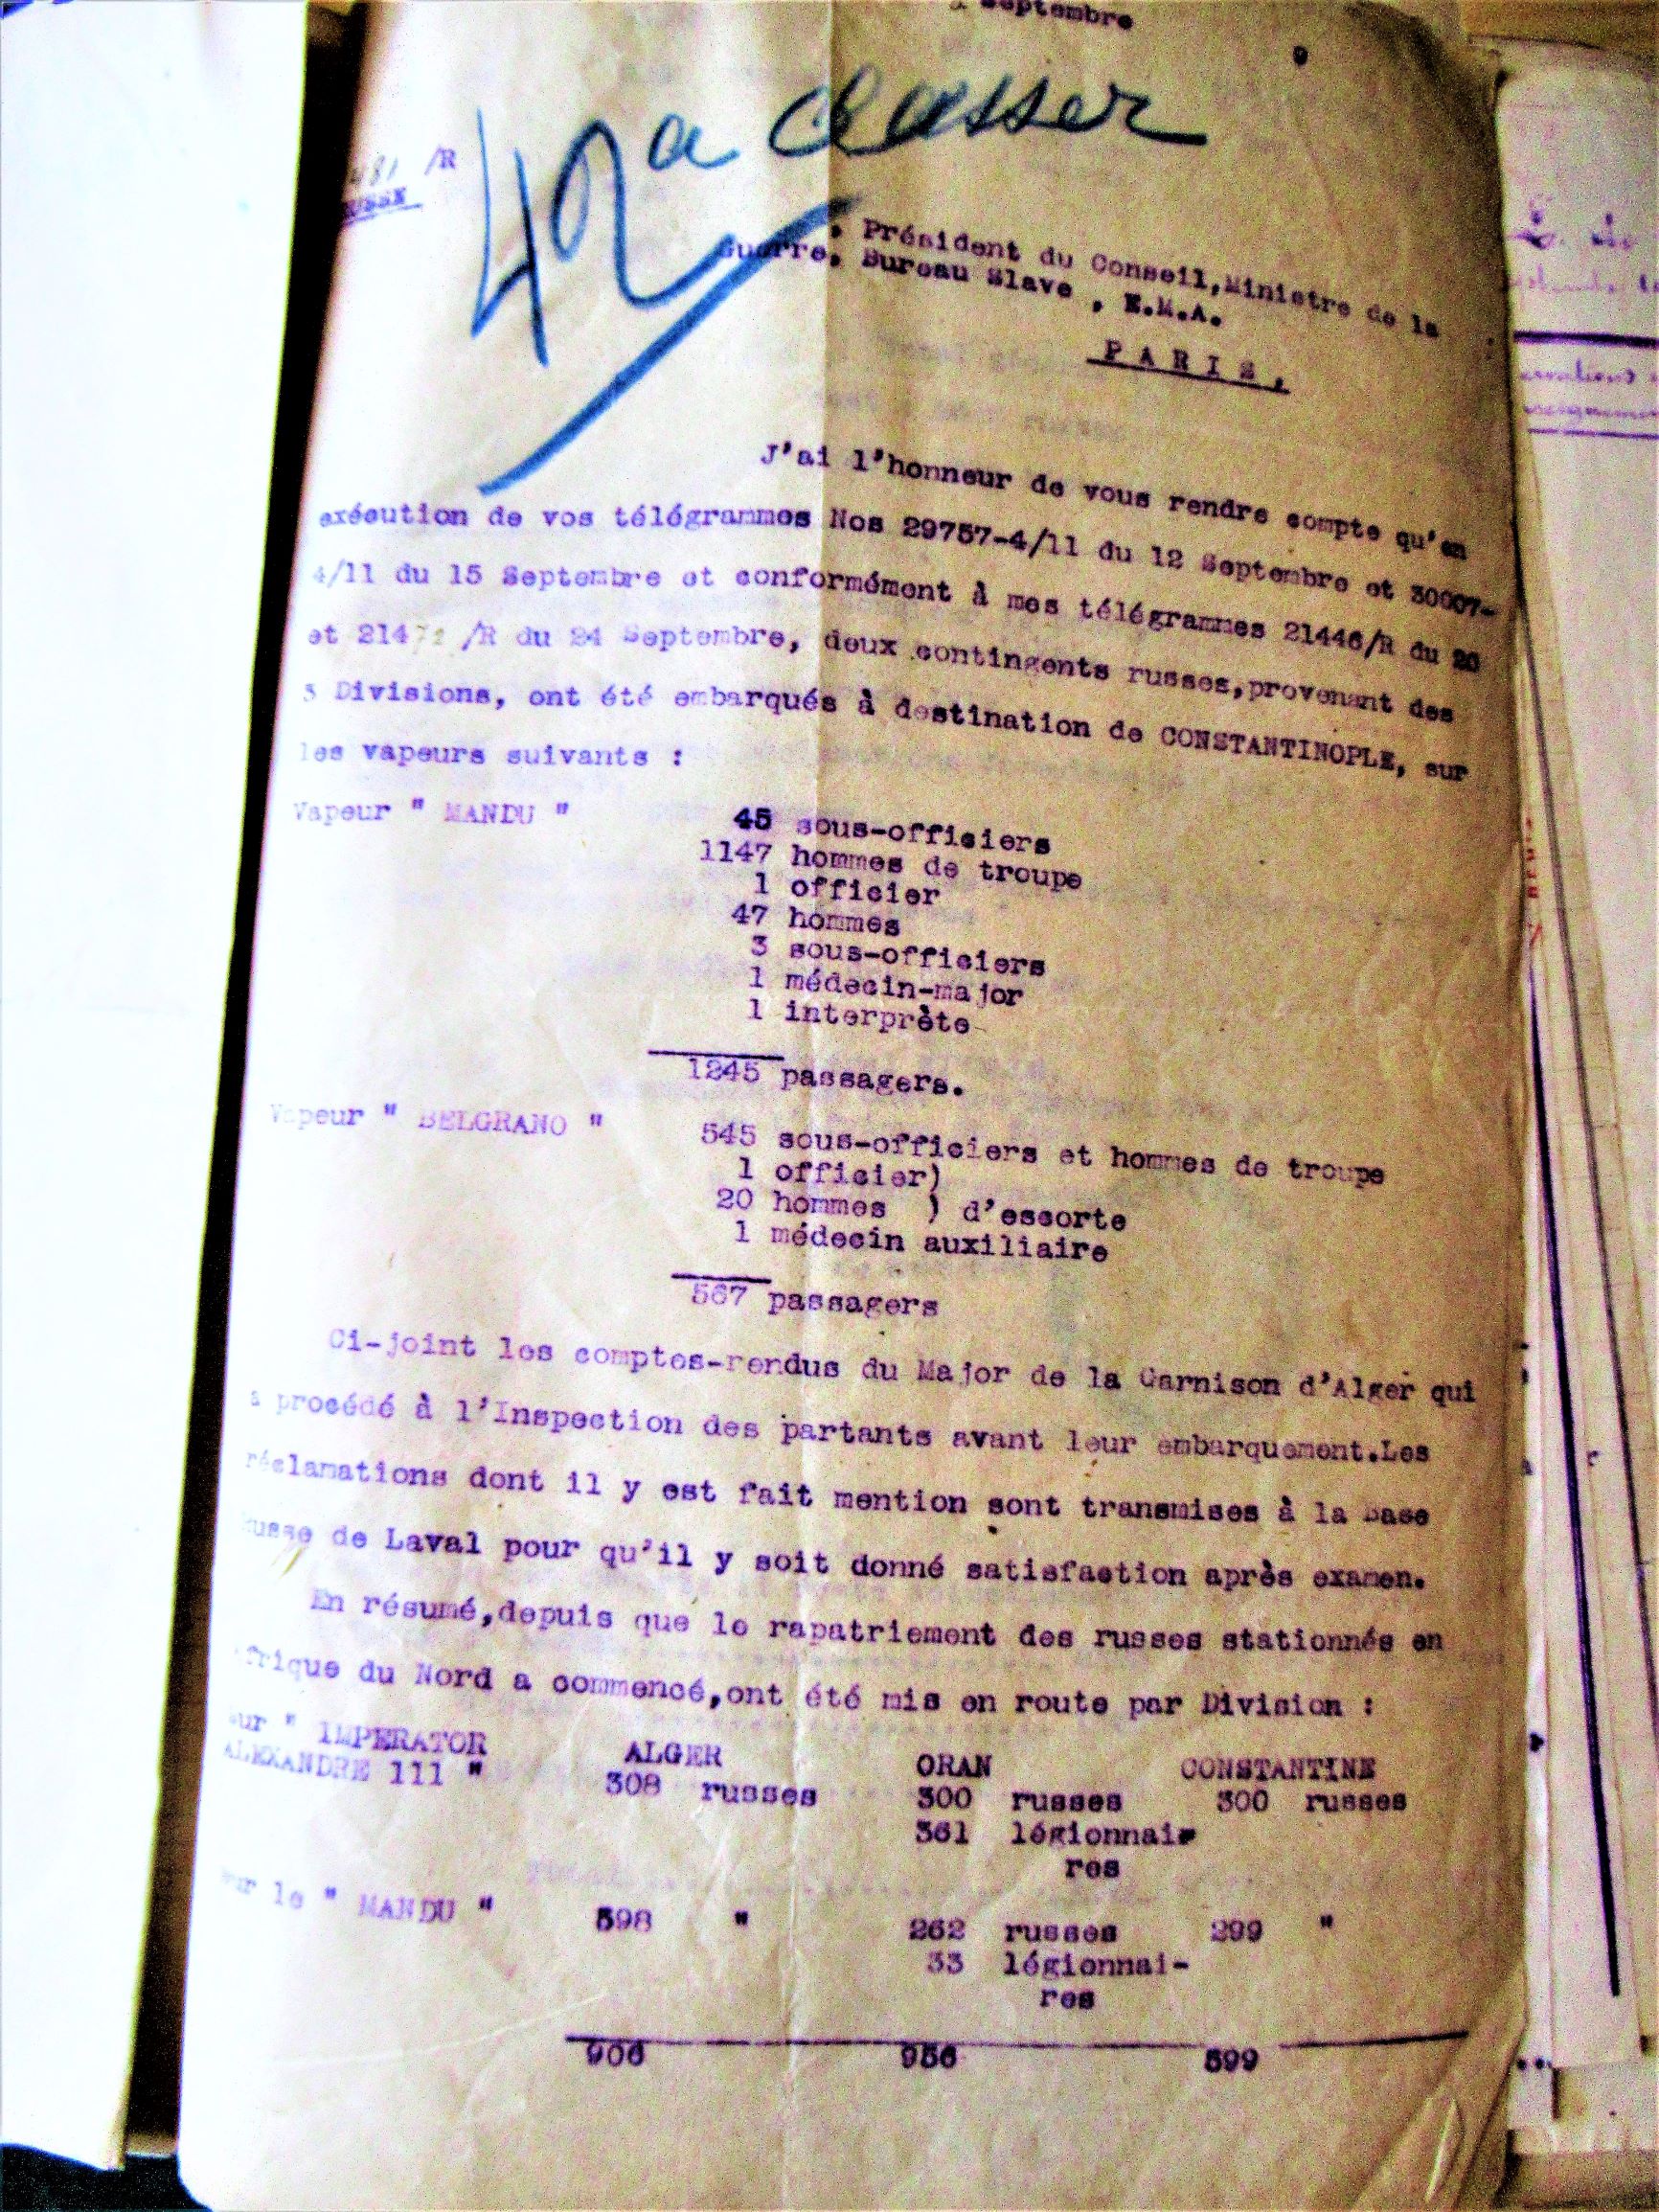 Septembre
9
42 a classer
481 /R
. Président du Conseil, Ministre de la
Guerre, Bureau Slave , E.M.A.
P A R I S .
J'ai l'honneur de vous rendre compte qu'en
exécution de vos télégrammes Nos 29757-4/11 du 12 Septembre et 30007-
4/11 du 15 Septembre et conformément à mes télégrammes 21446/R du 20
et 21471 /R du 24 Septembre, deux contingents russes,provenant des
3 Divisions, ont été embarqués à destination de CONSTANTINOPLE, sur
les vapeurs suivants :
Vapeur " MANDU "
45 sous-officiers
1147 hommes de troupe
1 officier
47 hommes
3 sous-officiers
1 médecin-major
1 interprète
1245 passagers.
Vapeur " BELGRANO "
545 sous-officiers et hommes de troupe
1 officier)
20 hommes ) d'escorte
1 médecin auxiliaire
567 passagers
Ci-joint les comptes-rendus du Major de la Garnison d'Alger qui
a procédé à l'Inspection des partants avant leur embarquement.Les
réclamations dont il y est fait mention sont transmises à la Base
Russe de Laval pour qu'il y soit donné satisfaction après examen.
En résumé,depuis que le rapatriement des russes stationnés en
Afrique du Nord a commencé,ont été mis en route par Division :
sur " IMPERATOR ALGER ORAN CONSTANTINE
ALEXANDRE 111 " 308 russes 300 russes 300 russes
361 légionnai-
res
sur le " MANDU " 598 " 262 russes 299 "
33 légionnai-
res
906 956 599